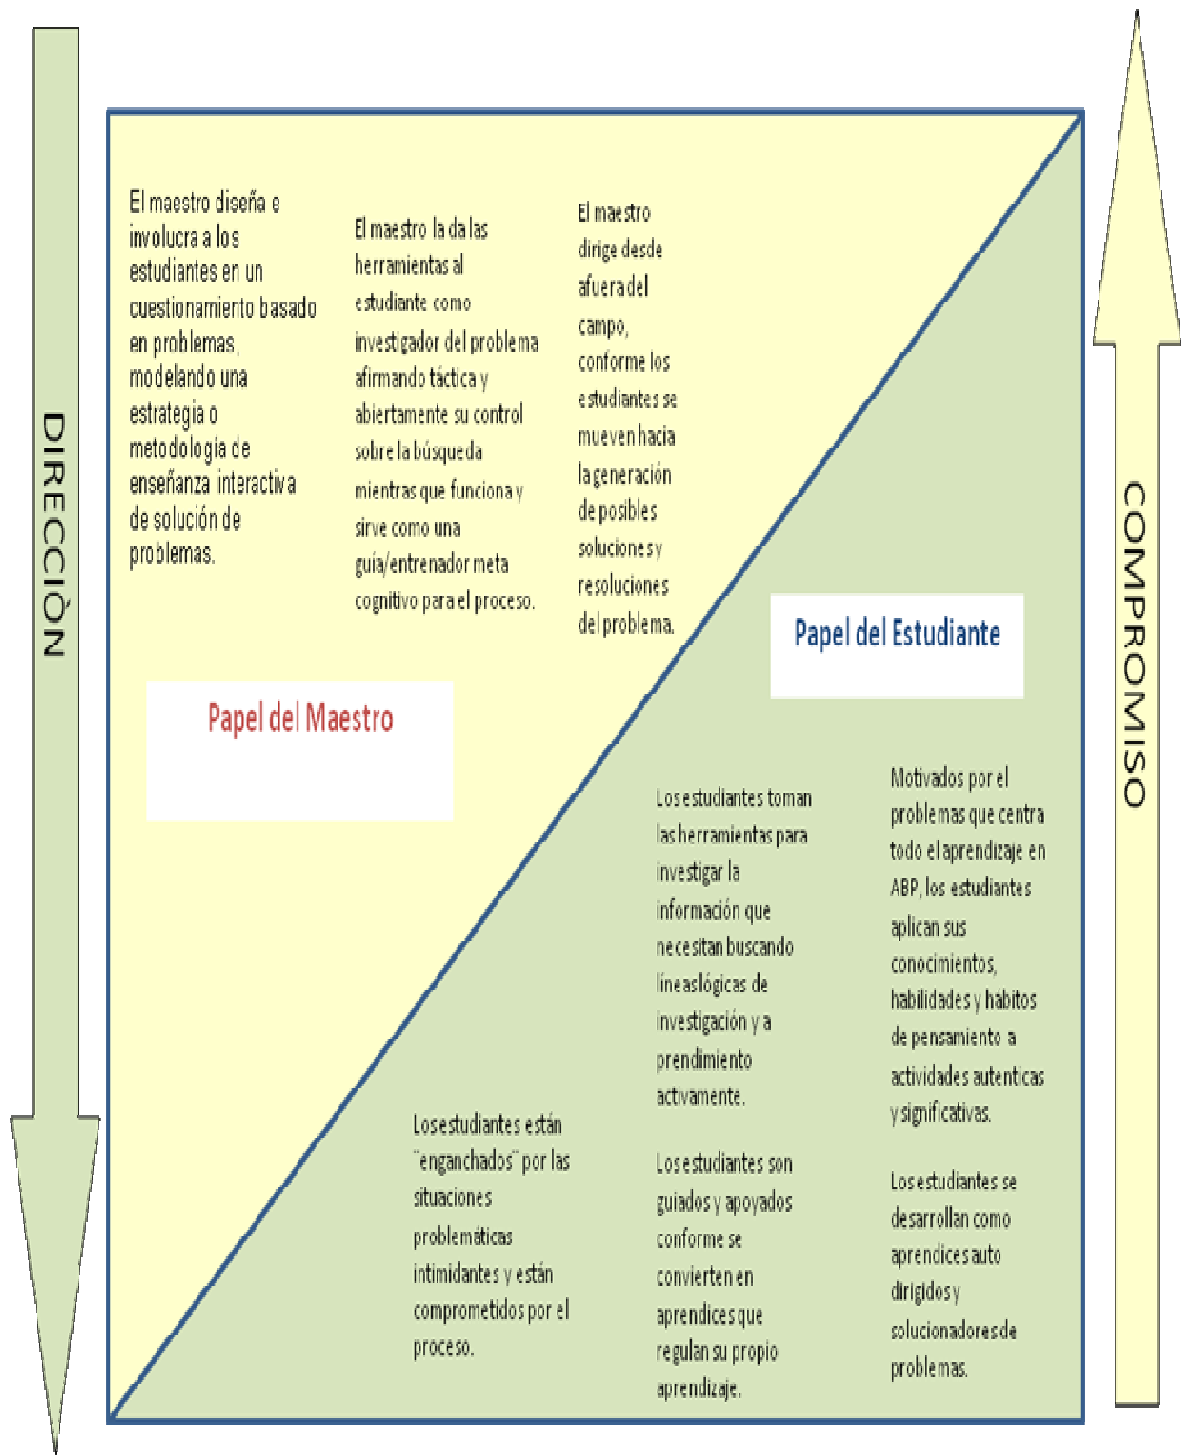 DIRECCIÒN
El maestro diseña e
involucra a los
estudiantes en un
cuestionamiento basado
en problemas,
modelando una
estrategia o
metodología de
enseñanza interactiva
de solución de
problemas.
El maestro la da las
herramientas al
estudiante como
investigador del problema
afirmando táctica y
abiertamente su control
sobre la búsqueda
mientras que funciona y
sirve como una
guía/entrenador meta
cognitivo para el proceso.
El maestro
dirige desde
afuera del
campo,
conforme los
estudiantes se
mueven hacia
la generación
de posibles
soluciones y
resoluciones
del problema.
Papel del Maestro
Papel del Estudiante
Los estudiantes están
¨enganchados¨ por las
situaciones
problemáticas
intimidantes y están
comprometidos por el
proceso.
Los estudiantes toman
las herramientas para
investigar la
información que
necesitan buscando
líneas lógicas de
investigación y a
prendimiento
activamente.
Los estudiantes son
guiados y apoyados
conforme se
convierten en
aprendices que
regulan su propio
aprendizaje.
Motivados por el
problemas que centra
todo el aprendizaje en
ABP, los estudiantes
aplican sus
conocimientos,
habilidades y hábitos
de pensamiento a
actividades autenticas
y significativas.
Los estudiantes se
desarrollan como
aprendices auto
dirigidos y
solucionadores de
problemas.
COMPROMISO